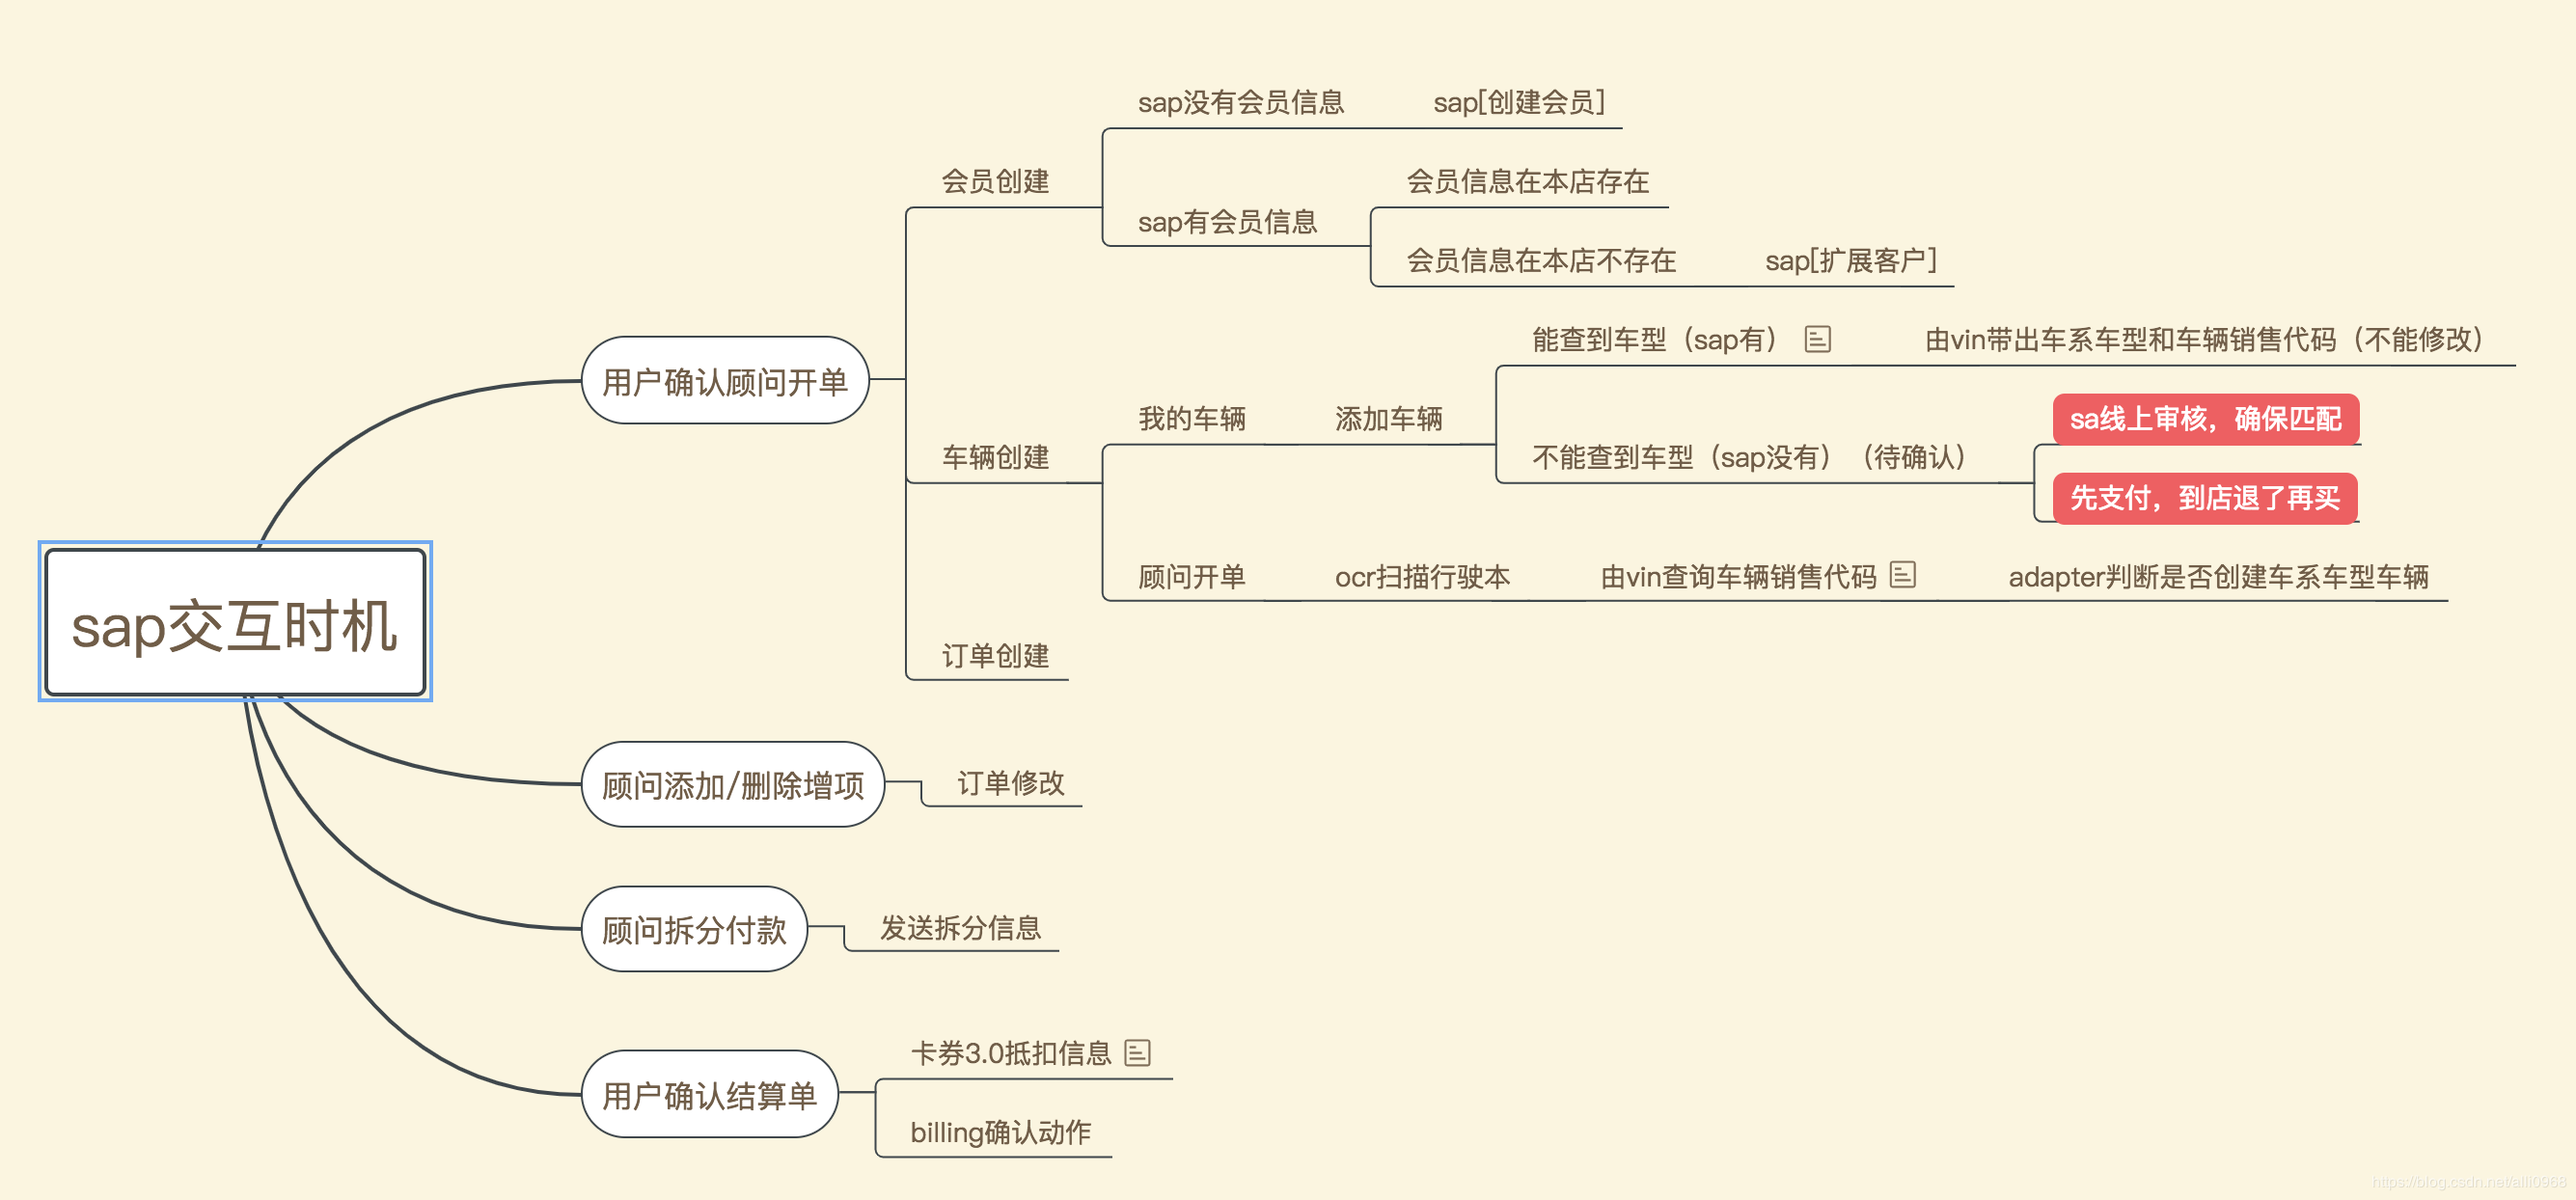 sap交互时机
用户确认顾问开单
会员创建
sap没有会员信息
sap[创建会员]
sap有会员信息
会员信息在本店存在
会员信息在本店不存在
sap[扩展客户]
车辆创建
我的车辆
添加车辆
能查到车型（sap有）
由vin带出车系车型和车辆销售代码（不能修改）
不能查到车型（sap没有）（待确认）
sa线上审核，确保匹配
先支付，到店退了再买
顾问开单
ocr扫描行驶本
由vin查询车辆销售代码
adapter判断是否创建车系车型车辆
订单创建
顾问添加/删除增项
订单修改
顾问拆分付款
发送拆分信息
用户确认结算单
卡券3.0抵扣信息
billing确认动作
https://blog.csdn.net/alli0968